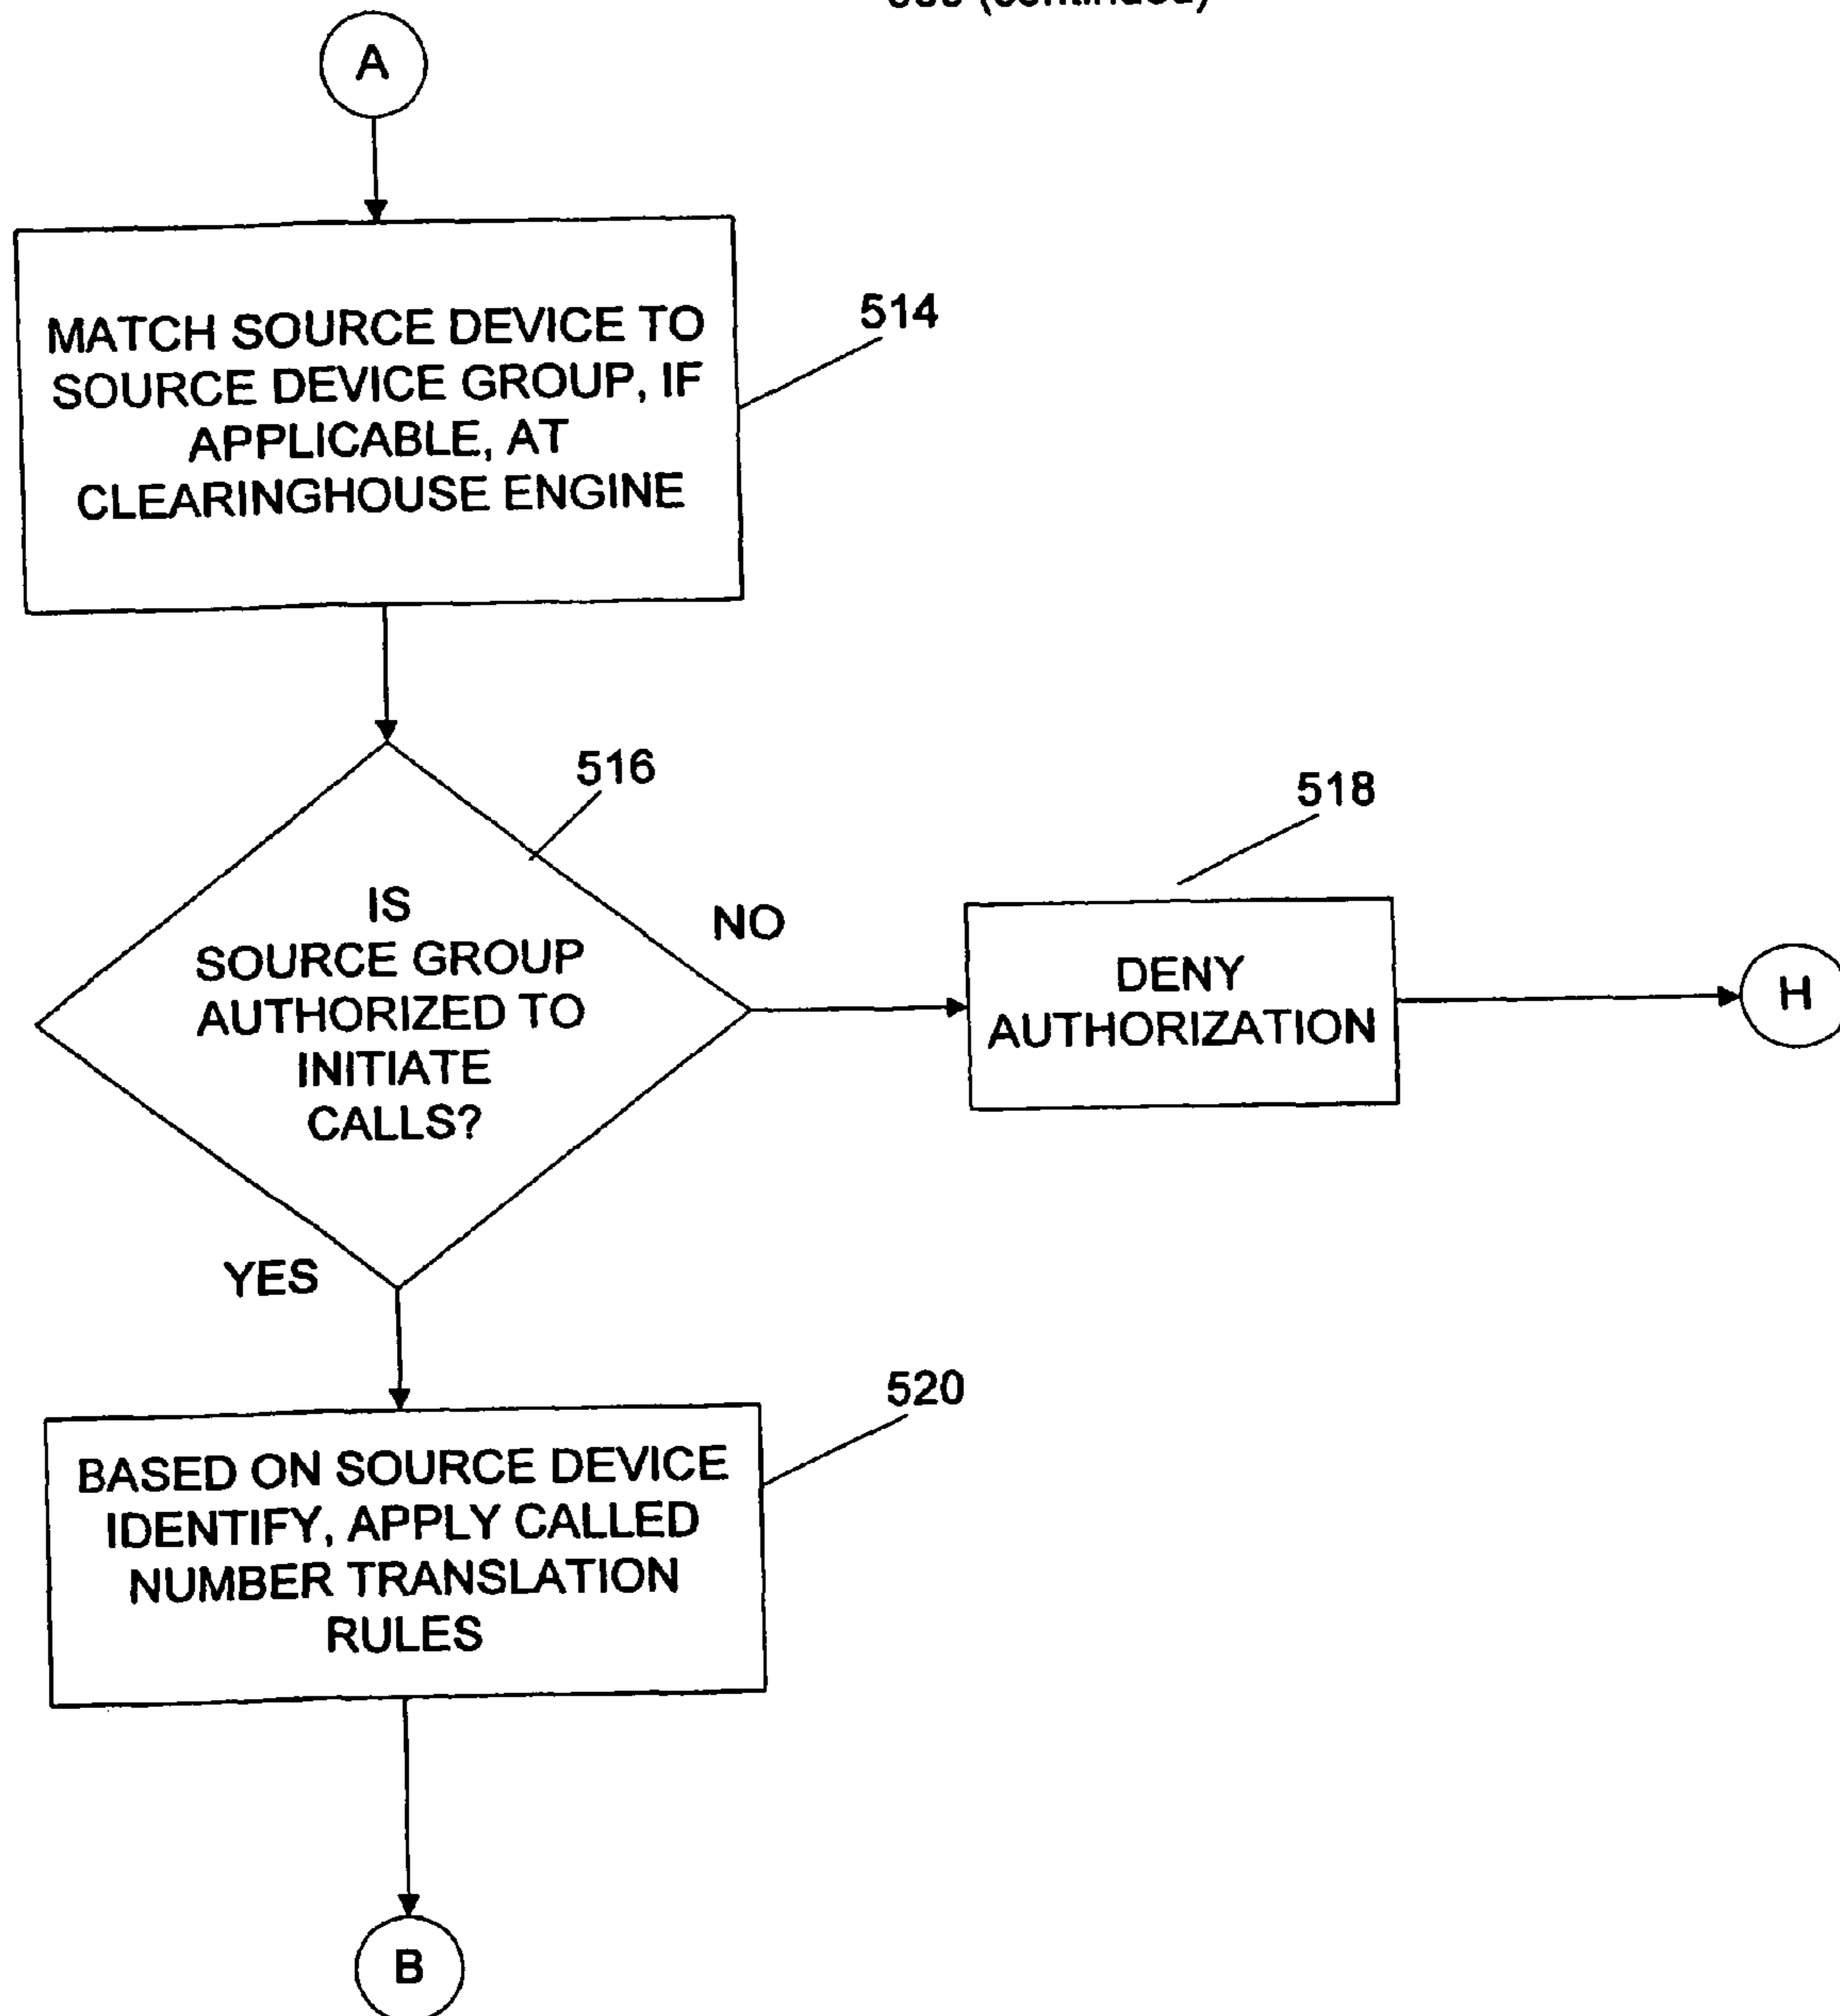 A
MATCH SOURCE DEVICE TO
SOURCE DEVICE GROUP, IF
APPLICABLE, AT
CLEARINGHOUSE ENGINE
514
516
IS
SOURCE GROUP
AUTHORIZED TO
INITIATE
CALLS?
NO
518
DENY
AUTHORIZATION
H
YES
520
BASED ON SOURCE DEVICE
IDENTIFY, APPLY CALLED
NUMBER TRANSLATION
RULES
B